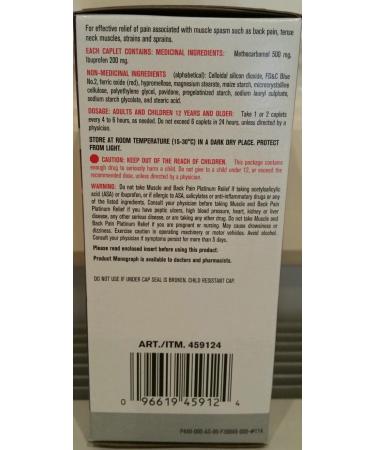 For effective relief of pain associated with muscle spasm such as back pain, tense
neck muscles, strains and sprains.
EACH CAPLET CONTAINS: MEDICINAL INGREDIENTS: Methocarbamol 500 mg,
Ibuprofen 200 mg.
NON-MEDICINAL INGREDIENTS (alphabetical): Colloidal silicon dioxide, FD&C Blue
No.2, ferric oxide (red), hypromellose, magnesium stearate, maize starch, microcrystalline
cellulose, polyethylene glycol, povidone, pregelatinized starch, sodium lauryl sulphate,
sodium starch glycolate, and stearic acid.
DOSAGE: ADULTS AND CHILDREN 12 YEARS AND OLDER: Take 1 or 2 caplets
every 4 to 6 hours, as needed. Do not exceed 6 caplets in 24 hours, unless directed by a
physician.
STORE AT ROOM TEMPERATURE (15-30°C) IN A DARK DRY PLACE. PROTECT
FROM LIGHT.
CAUTION: KEEP OUT OF THE REACH OF CHILDREN. This package contains
enough drug to seriously harm a child. Do not give to a child under 12, or exceed the
recommended dose, unless directed by a physician.
WARNING: Do not take Muscle and Back Pain Platinum Relief if taking acetylsalicylic
acid (ASA) or ibuprofen, or if allergic to ASA, salicylates or anti-inflammatory drugs or any
of the listed ingredients. Consult your physician before taking Muscle and Back Pain
Platinum Relief if you have peptic ulcers, high blood pressure, heart, kidney or liver
disease, any other serious disease, or are taking any other drug. Do not take Muscle and
Back Pain Platinum Relief if you are pregnant or nursing. May cause drowsiness or
dizziness. Exercise caution in operating machinery or motor vehicles. Avoid alcohol.
Consult your physician if symptoms persist for more than 5 days.
Please read enclosed insert before using this product.
Product Monograph is available to doctors and pharmacists.
DO NOT USE IF UNDER CAP SEAL IS BROKEN. CHILD RESISTANT CAP.
ART./ITM. 459124
0 96619 45912 4